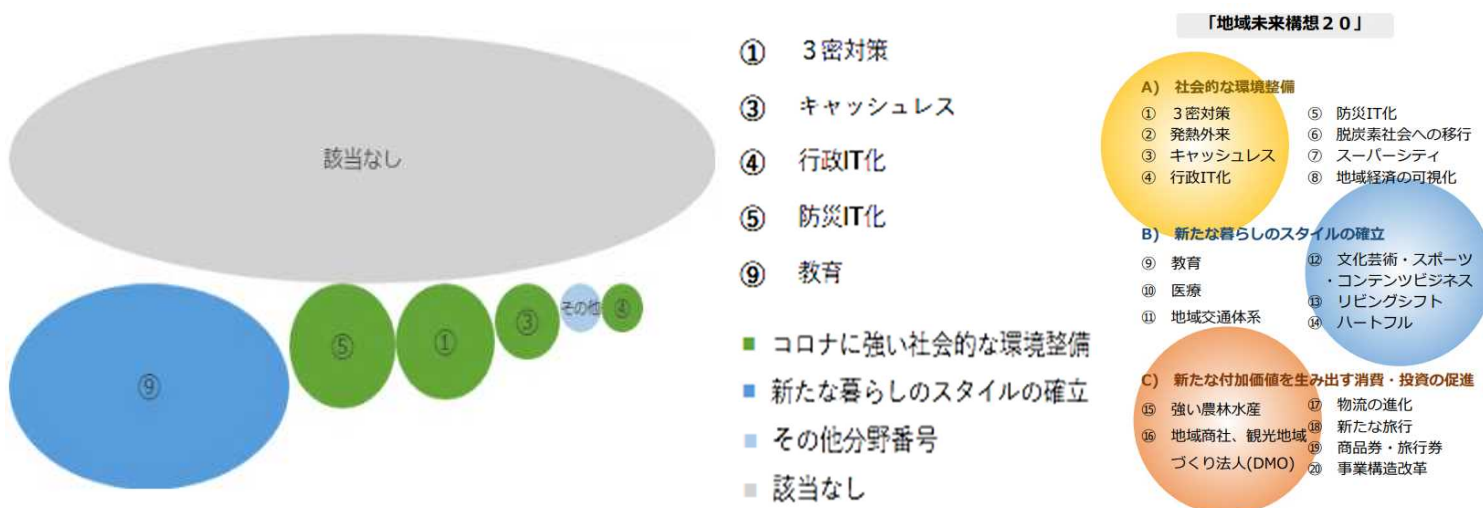 該当なし
⑨
⑤
①
③
その他
④
① 3密対策
③ キャッシュレス
④ 行政IT化
⑤ 防災IT化
⑨ 教育
■ コロナに強い社会的な環境整備
■ 新たな暮らしのスタイルの確立
■ その他分野番号
■ 該当なし
「地域未来構想20」
A) 社会的な環境整備
① 3密対策
② 発熱外来
③ キャッシュレス
④ 行政IT化
⑤ 防災IT化
⑥ 脱炭素社会への移行
⑦ スーパーシティ
⑧ 地域経済の可視化
B) 新たな暮らしのスタイルの確立
⑨ 教育
⑩ 医療
⑪ 地域交通体系
⑫ 文化芸術・スポーツ
・コンテンツビジネス
⑬ リビングシフト
⑭ ハートフル
C) 新たな付加価値を生み出す消費・投資の促進
⑮ 強い農林水産
⑯ 地域商社、観光地域
づくり法人(DMO)
⑰ 物流の進化
⑱ 新たな旅行
⑲ 商品券・旅行券
⑳ 事業構造改革